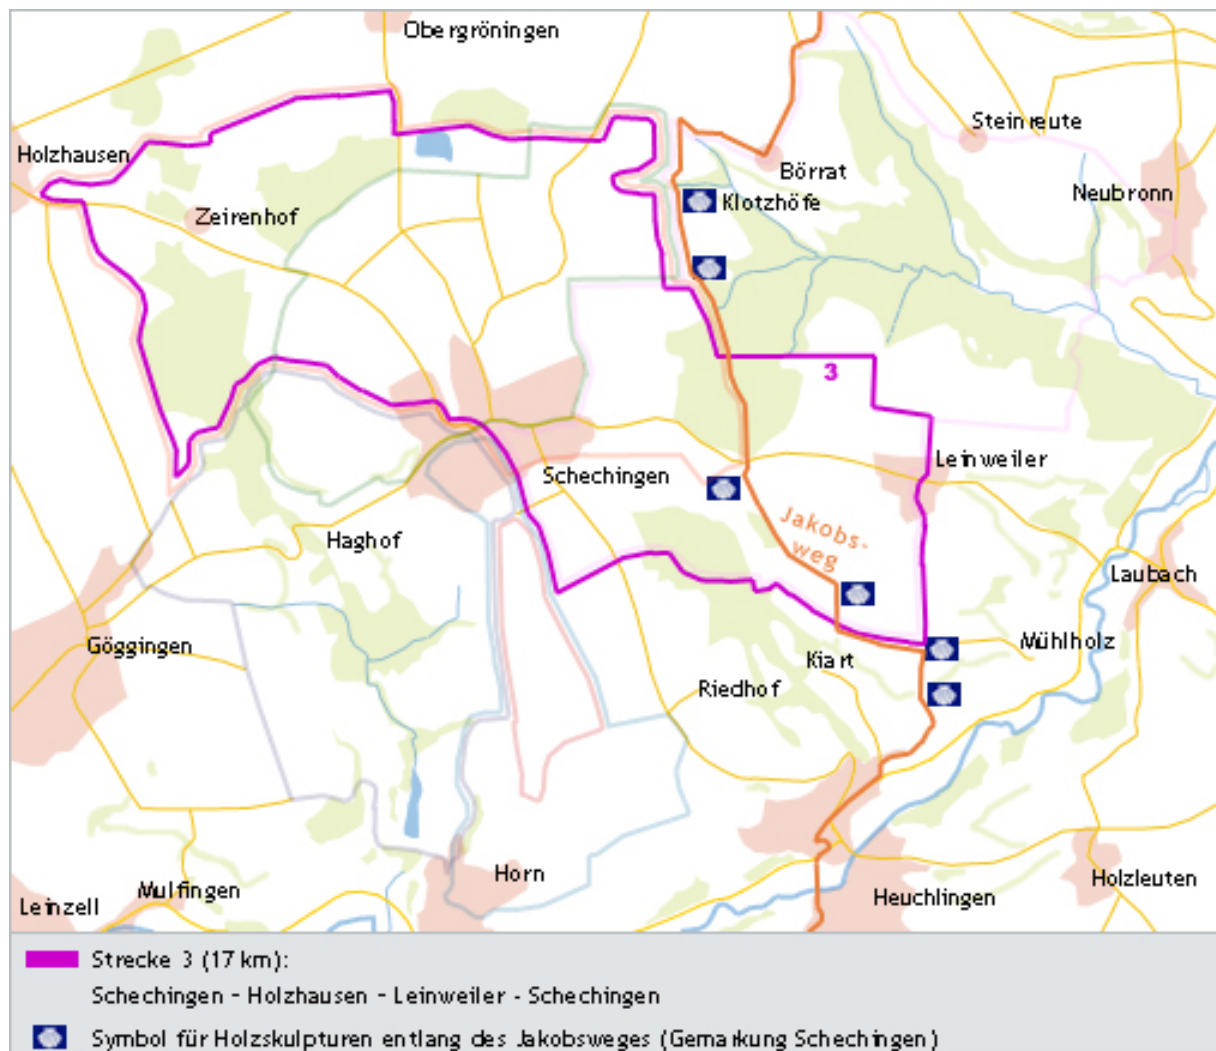 Obergröningen
Steinreute
Holzhausen
Börrat
Neubronn
Klotzhöfe
Zeirenhof
3
Leinweiler
Schechingen
Jakobs-
weg
Haghof
Laubach
Göggingen
Mühlholz
Kiart
Riedhof
Horn
Holzleuten
Mulfingen
Heuchlingen
Leinzell
Strecke 3 (17 km):
Schechingen - Holzhausen - Leinweiler - Schechingen
Symbol für Holzskulpturen entlang des Jakobsweges (Gemarkung Schechingen)